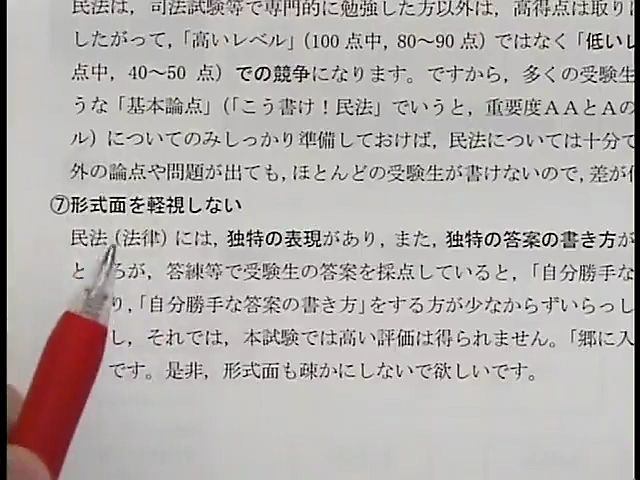 民法は，司法試験等で専門的に勉強した方以外は，高得点は取り
したがって，「高いレベル」（100 点中，80～90 点）ではなく「低いレ
点中，40～50 点）での競争になります。ですから，多くの受験生
うな「基本論点」（「こう書け！民法」でいうと，重要度ＡＡとＡの
ル）についてのみしっかり準備しておけば，民法については十分で
外の論点や問題が出ても，ほとんどの受験生が書けないので，差が
⑦形式面を軽視しない
民法（法律）には，独特の表現があり，また，独特の答案の書き方が
と ろが，答練等で受験生の答案を採点していると，「自分勝手な
り，「自分勝手な答案の書き方」をする方が少なからずいらっし
し，それでは，本試験では高い評価は得られません。「郷に入
です。是非，形式面も疎かにしないで欲しいです。